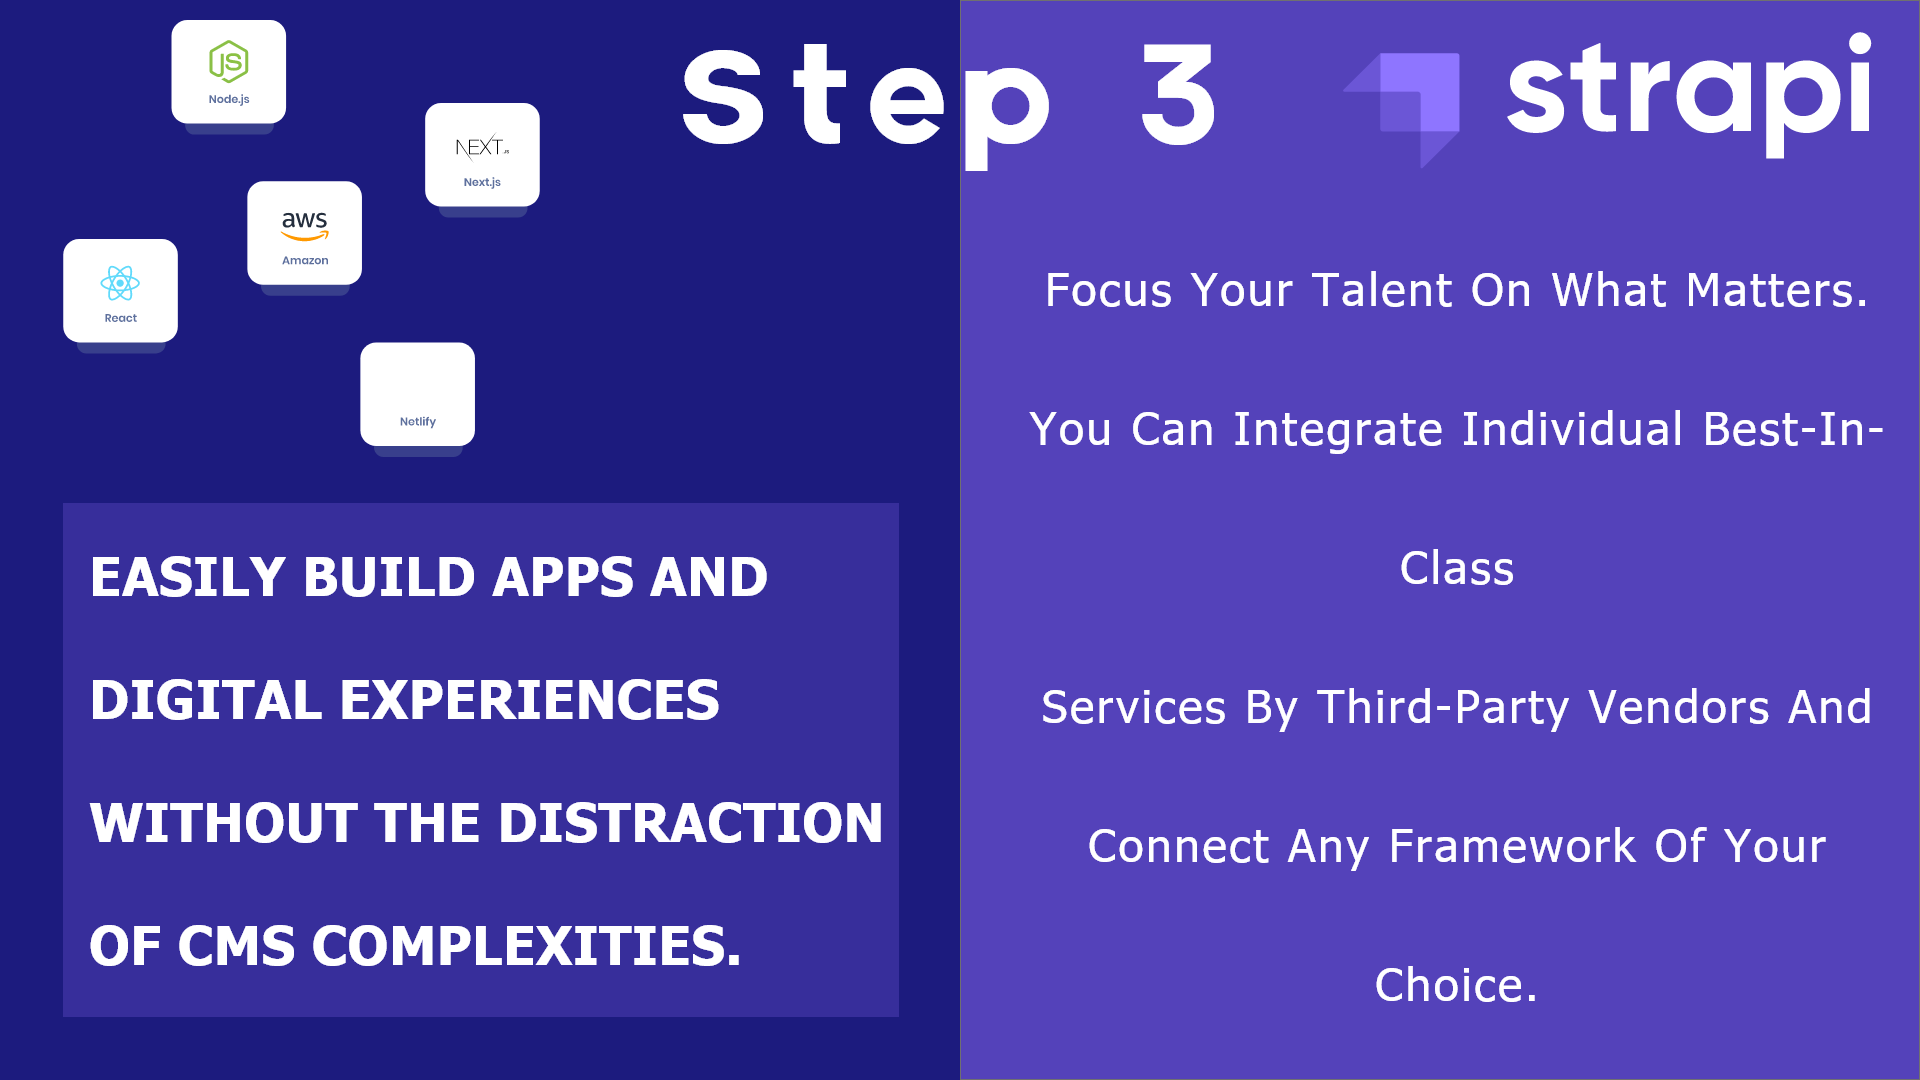 Step 3
strapi
JS
Node.js
NEXT.JS
Next.js
aws
Amazon
React
Netlify
EASILY BUILD APPS AND
DIGITAL EXPERIENCES
WITHOUT THE DISTRACTION
OF CMS COMPLEXITIES.
Focus Your Talent On What Matters.
You Can Integrate Individual Best-In-
Class
Services By Third-Party Vendors And
Connect Any Framework Of Your
Choice.